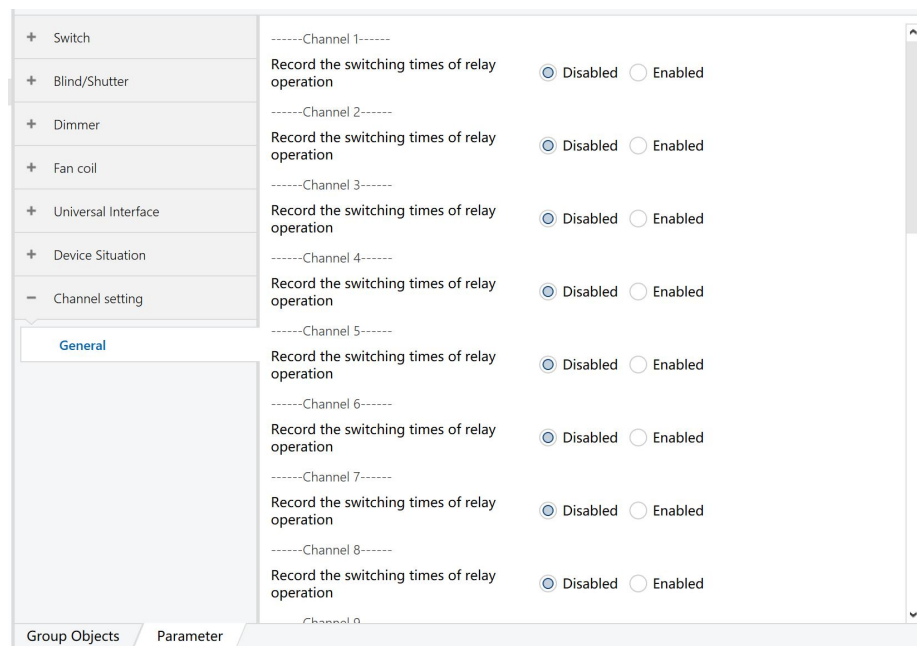 + Switch
+ Blind/Shutter
+ Dimmer
+ Fan coil
+ Universal Interface
+ Device Situation
− Channel setting
General
------Channel 1------
Record the switching times of relay
operation
Disabled Enabled
------Channel 2------
Record the switching times of relay
operation
Disabled Enabled
------Channel 3------
Record the switching times of relay
operation
Disabled Enabled
------Channel 4------
Record the switching times of relay
operation
Disabled Enabled
------Channel 5------
Record the switching times of relay
operation
Disabled Enabled
------Channel 6------
Record the switching times of relay
operation
Disabled Enabled
------Channel 7------
Record the switching times of relay
operation
Disabled Enabled
------Channel 8------
Record the switching times of relay
operation
Disabled Enabled
------Channel 9
Group Objects
Parameter